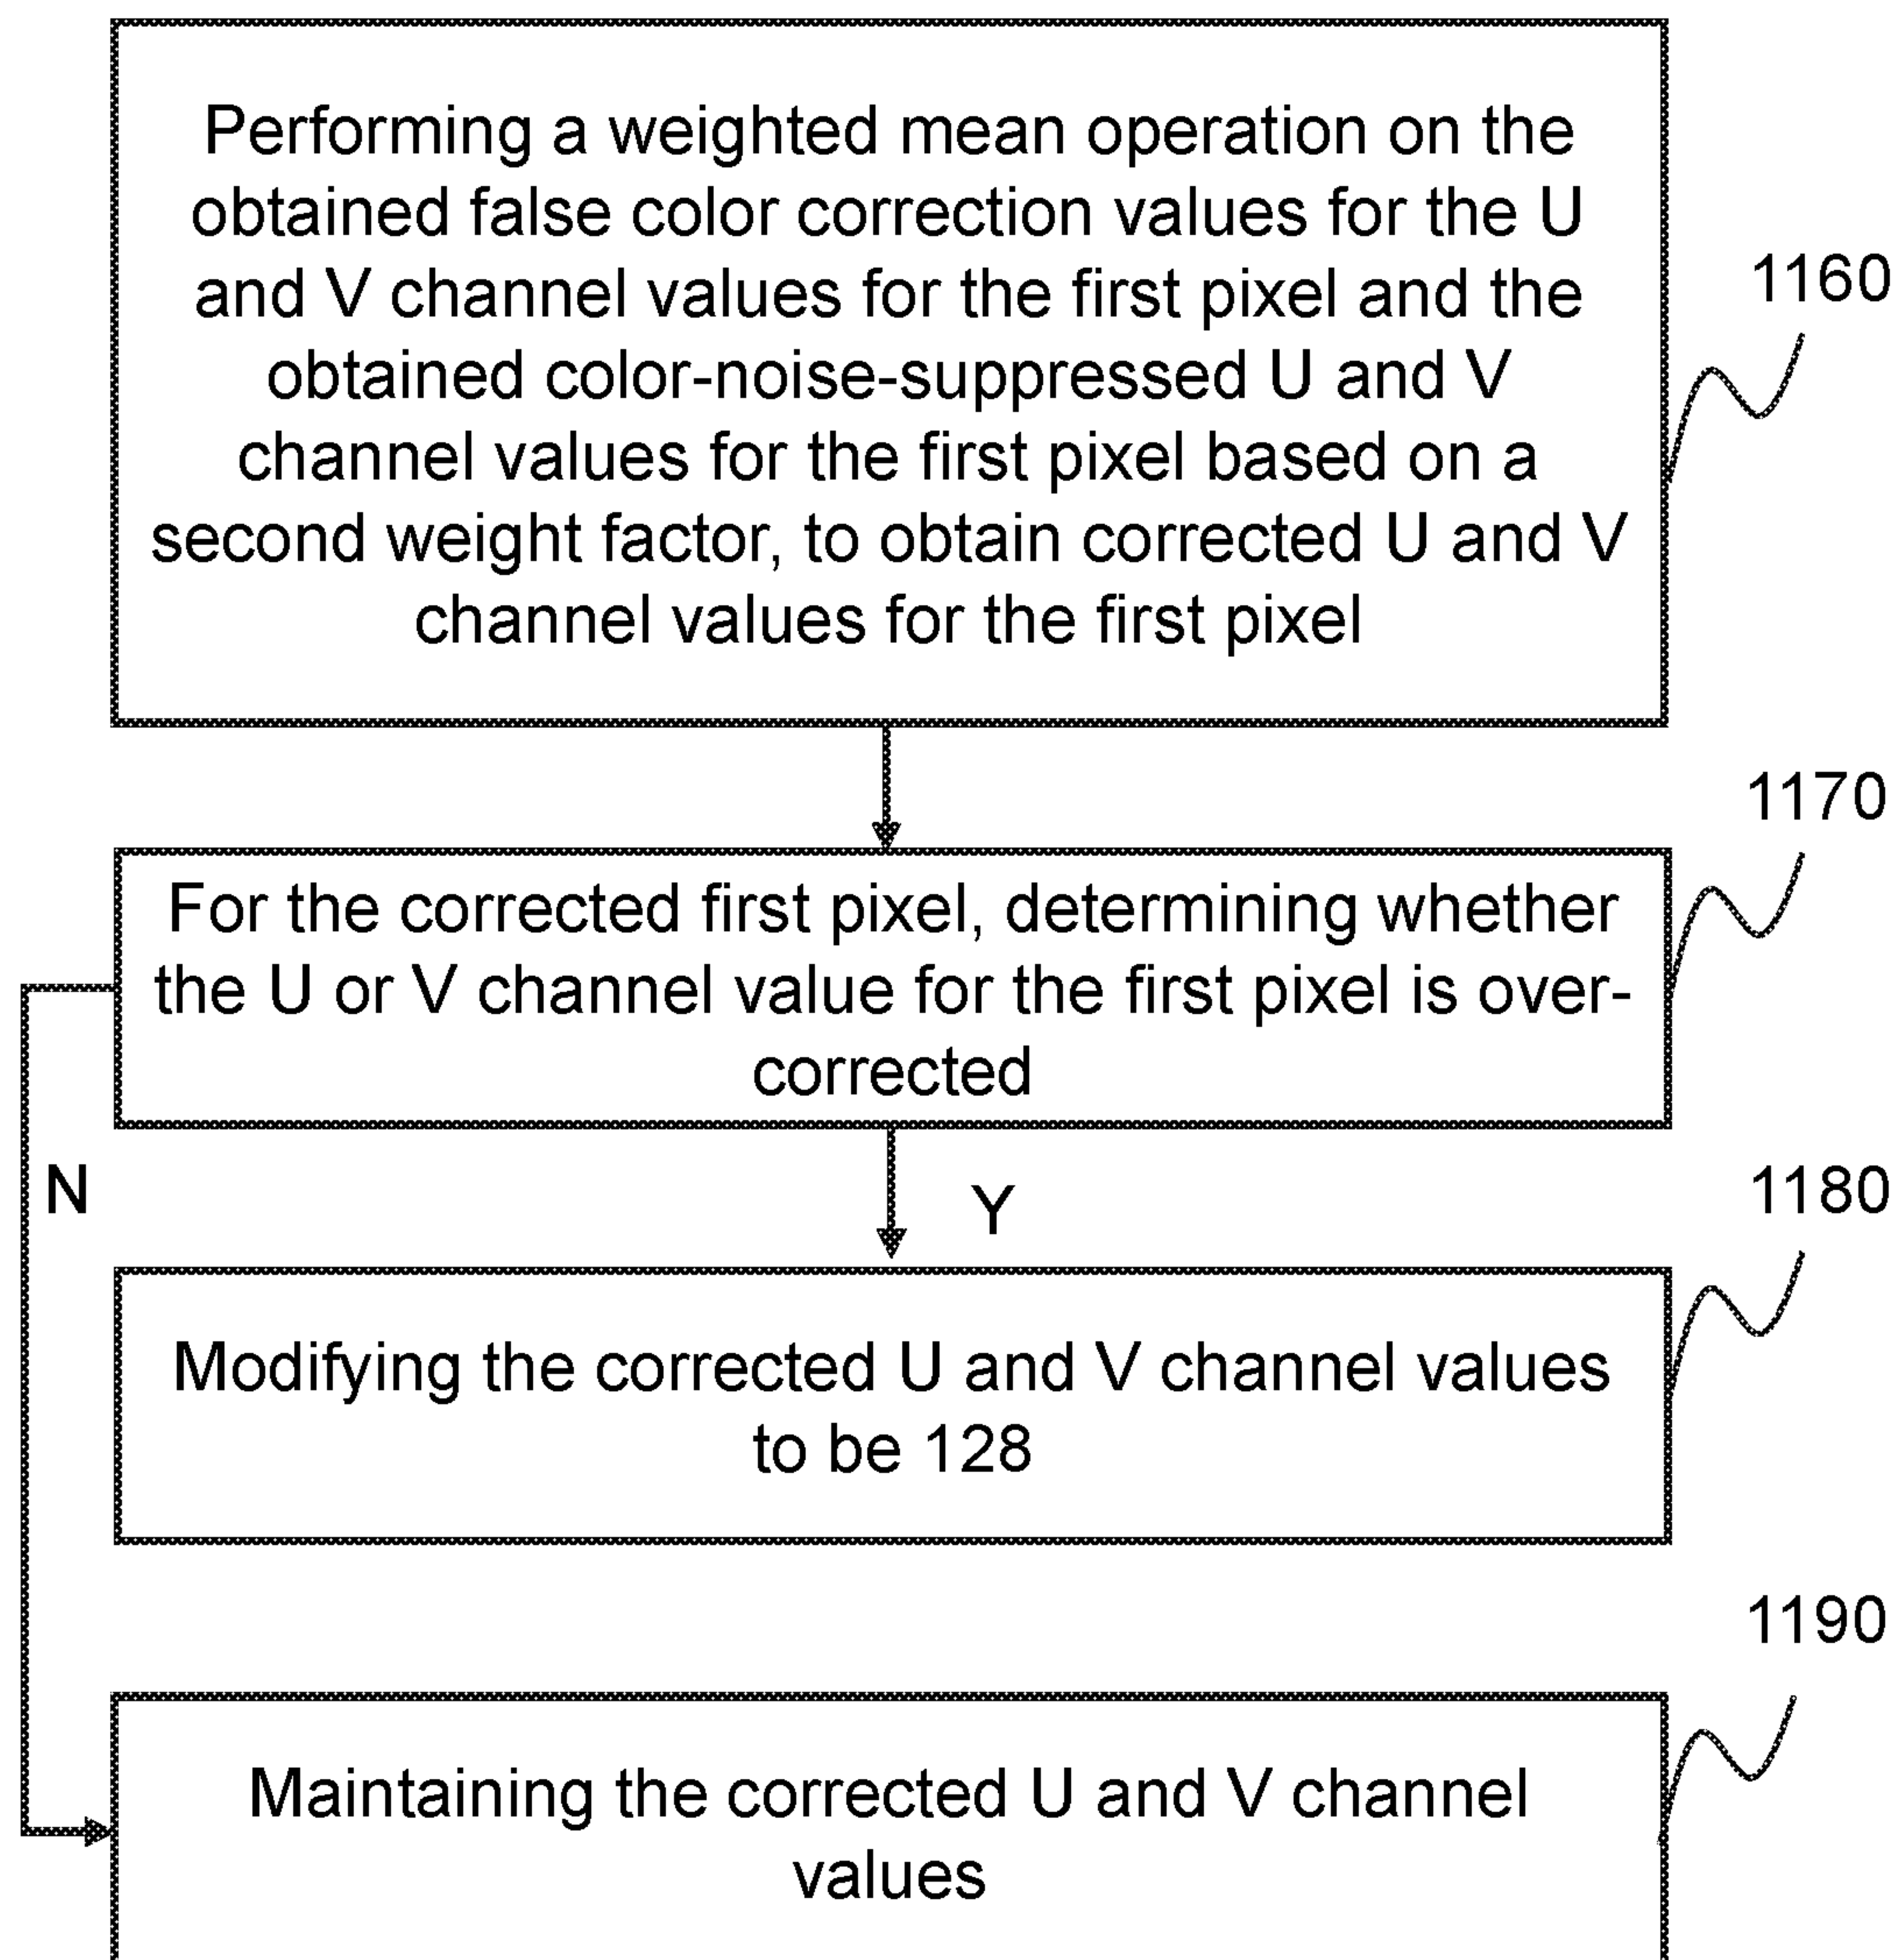 Performing a weighted mean operation on the
obtained false color correction values for the U
and V channel values for the first pixel and the
obtained color-noise-suppressed U and V
channel values for the first pixel based on a
second weight factor, to obtain corrected U and V
channel values for the first pixel
1160
1170
For the corrected first pixel, determining whether
the U or V channel value for the first pixel is over-
corrected
N
Y
1180
Modifying the corrected U and V channel values
to be 128
1190
Maintaining the corrected U and V channel
values